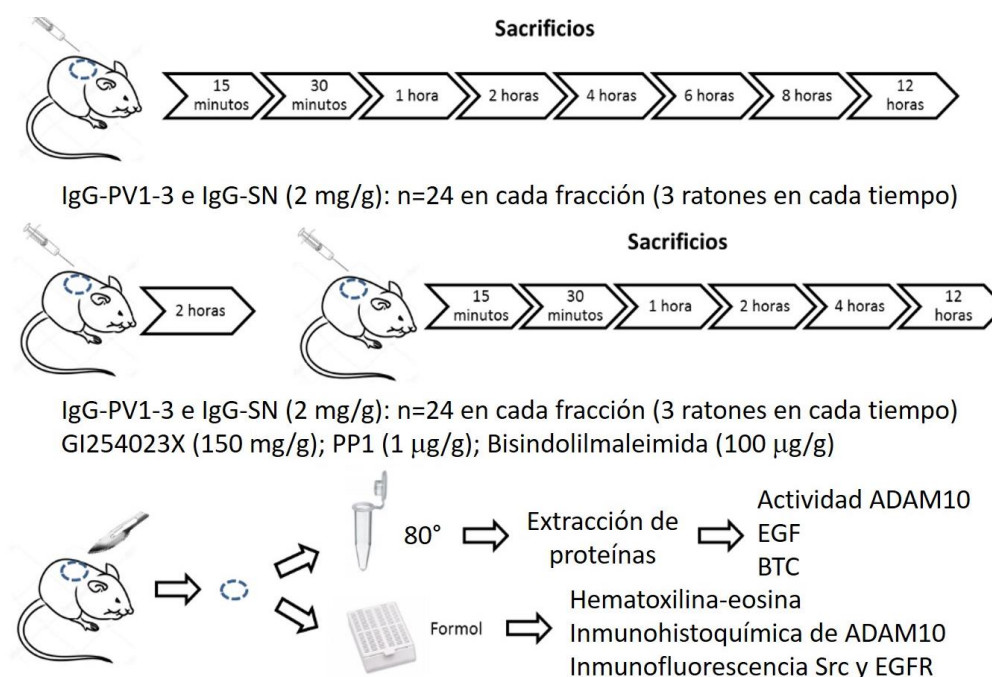 Sacrificios
15 minutos
30 minutos
1 hora
2 horas
4 horas
6 horas
8 horas
12 horas
IgG-PV1-3 e IgG-SN (2 mg/g): n=24 en cada fracción (3 ratones en cada tiempo)
Sacrificios
2 horas
15 minutos
30 minutos
1 hora
2 horas
4 horas
12 horas
IgG-PV1-3 e IgG-SN (2 mg/g): n=24 en cada fracción (3 ratones en cada tiempo)
GI254023X (150 mg/g); PP1 (1 µg/g); Bisindolilmaleimida (100 µg/g)
80°
Extracción de
proteínas
Actividad ADAM10
EGF
BTC
Formol
Hematoxilina-eosina
Inmunohistoquímica de ADAM10
Inmunofluorescencia Src y EGFR